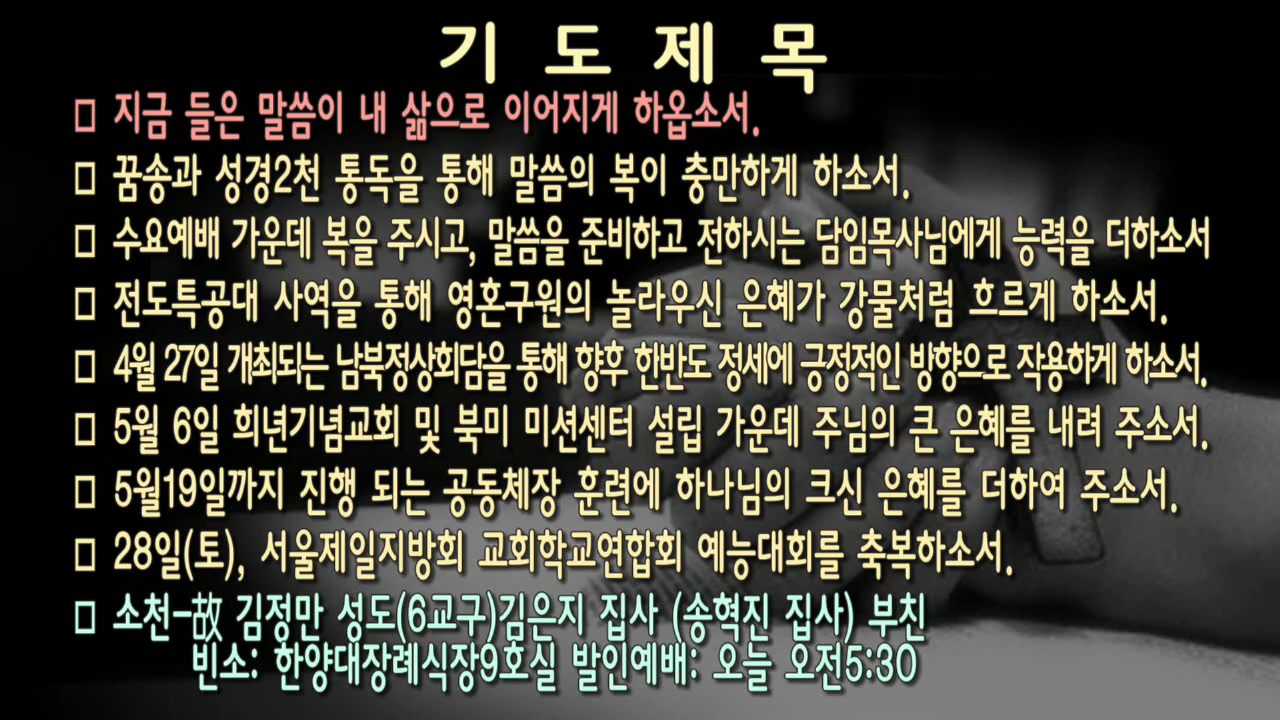 기 도 제 목
□ 지금 들은 말씀이 내 삶으로 이어지게 하옵소서.
□ 꿈송과 성경2천 통독을 통해 말씀의 복이 충만하게 하소서.
□ 수요예배 가운데 복을 주시고, 말씀을 준비하고 전하시는 담임목사님에게 능력을 더하소서
□ 전도특공대 사역을 통해 영혼구원의 놀라우신 은혜가 강물처럼 흐르게 하소서.
□ 4월 27일 개최되는 남북정상회담을 통해 향후 한반도 정세에 긍정적인 방향으로 작용하게 하소서.
□ 5월 6일 희년기념교회 및 북미 미션센터 설립 가운데 주님의 큰 은혜를 내려 주소서.
□ 5월19일까지 진행 되는 공동체장 훈련에 하나님의 크신 은혜를 더하여 주소서.
□ 28일(토), 서울제일지방회 교회학교연합회 예능대회를 축복하소서.
□ 소천-故 김정만 성도(6교구)김은지 집사 (송혁진 집사) 부친
빈소: 한양대장례식장9호실 발인예배: 오늘 오전5:30